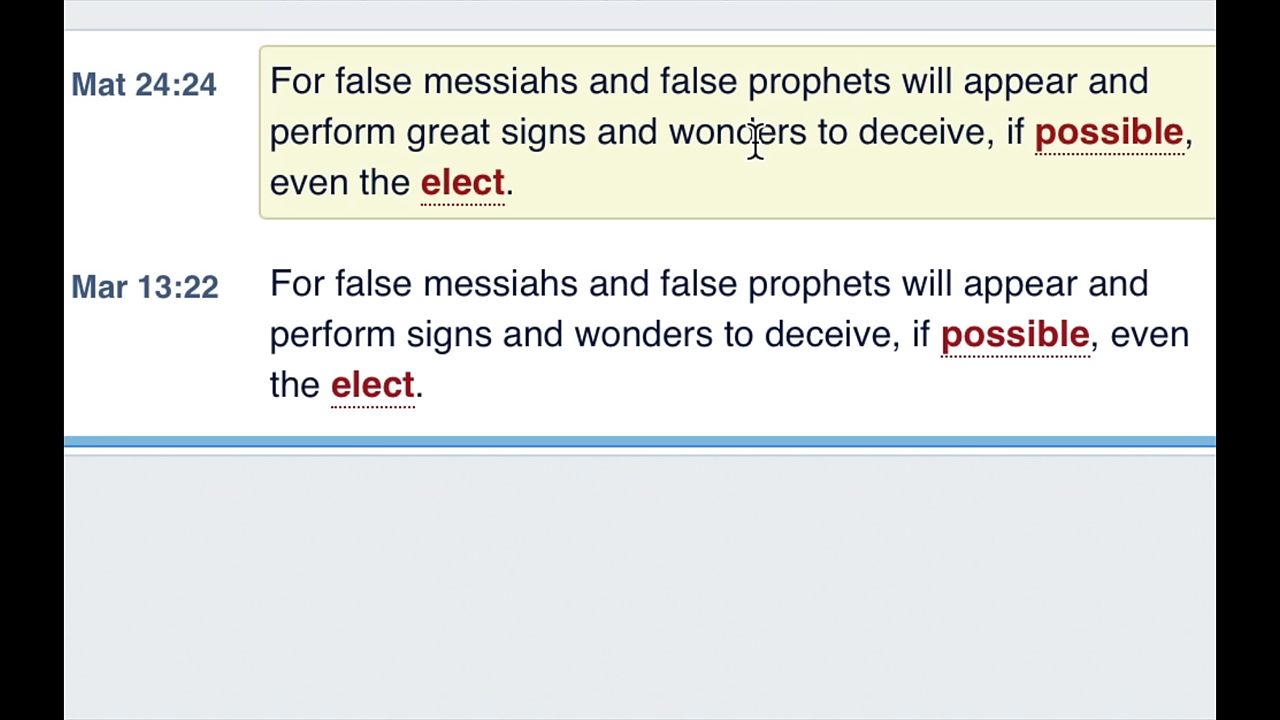 Mat 24:24
For false messiahs and false prophets will appear and
perform great signs and wonders to deceive, if possible,
even the elect.
Mar 13:22
For false messiahs and false prophets will appear and
perform signs and wonders to deceive, if possible, even
the elect.